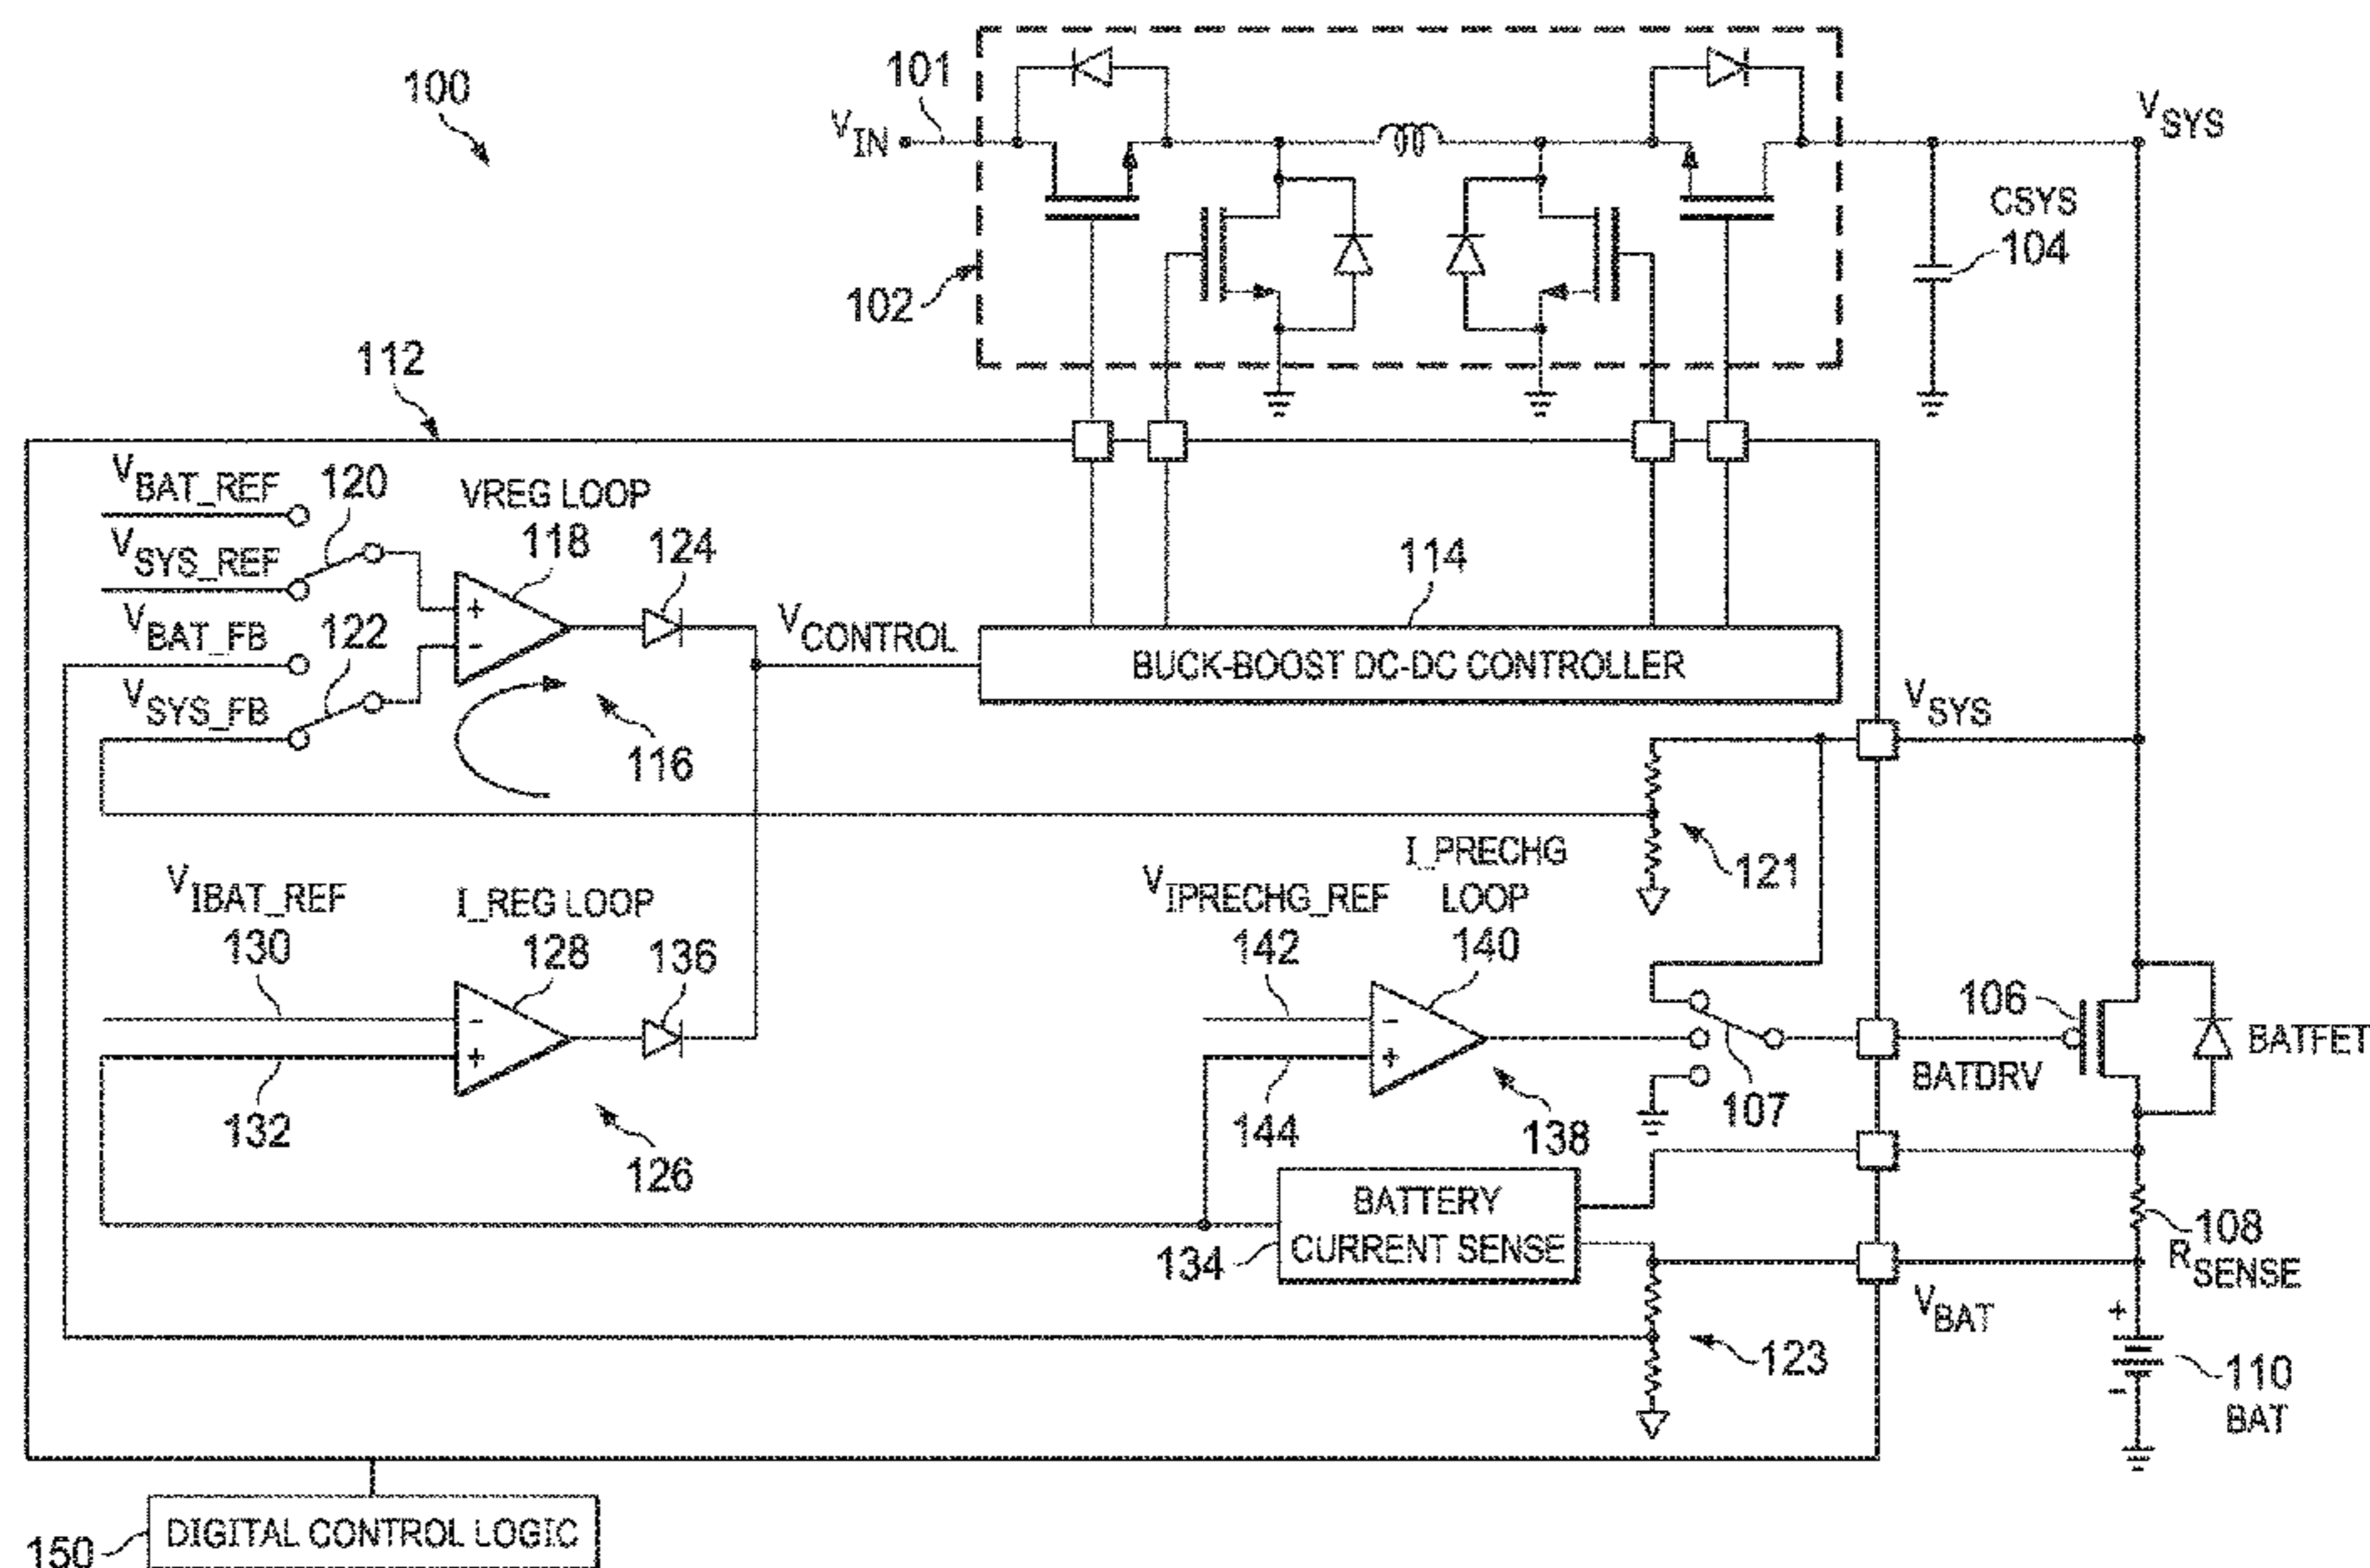 100
101
V_IN
V_SYS
CSYS
104
102
112
V_BAT_REF
120
VREG LOOP
118
124
V_SYS_REF
114
V_BAT_FB
122
+
-
V_CONTROL
BUCK-BOOST DC-DC CONTROLLER
V_SYS_FB
116
V_SYS
121
V_IBAT_REF
130
I_REG LOOP
128
136
V_IPRECHG_REF
142
I_PRECHG
LOOP
140
106
-
+
-
+
BATFET
BATDRV
107
132
126
144
138
BATTERY
CURRENT SENSE
134
108
R_SENSE
V_BAT
+
-
123
110
BAT
150
DIGITAL CONTROL LOGIC